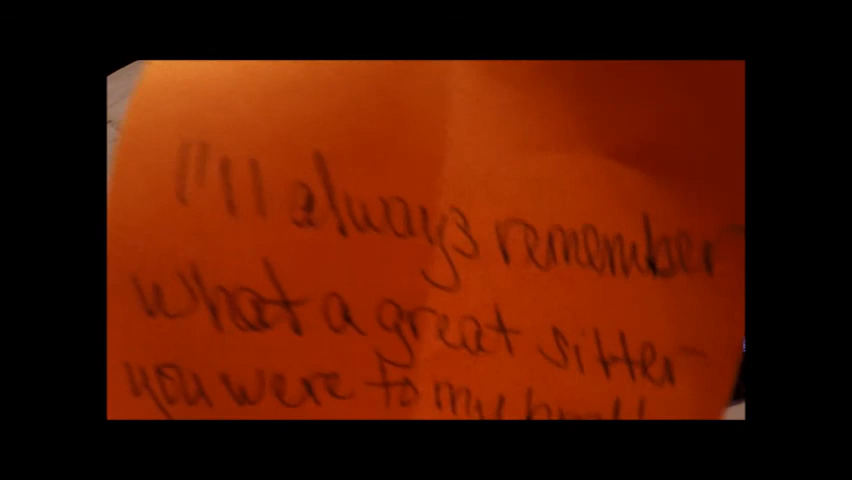 I'll always remember
what a great sitter
you were to my